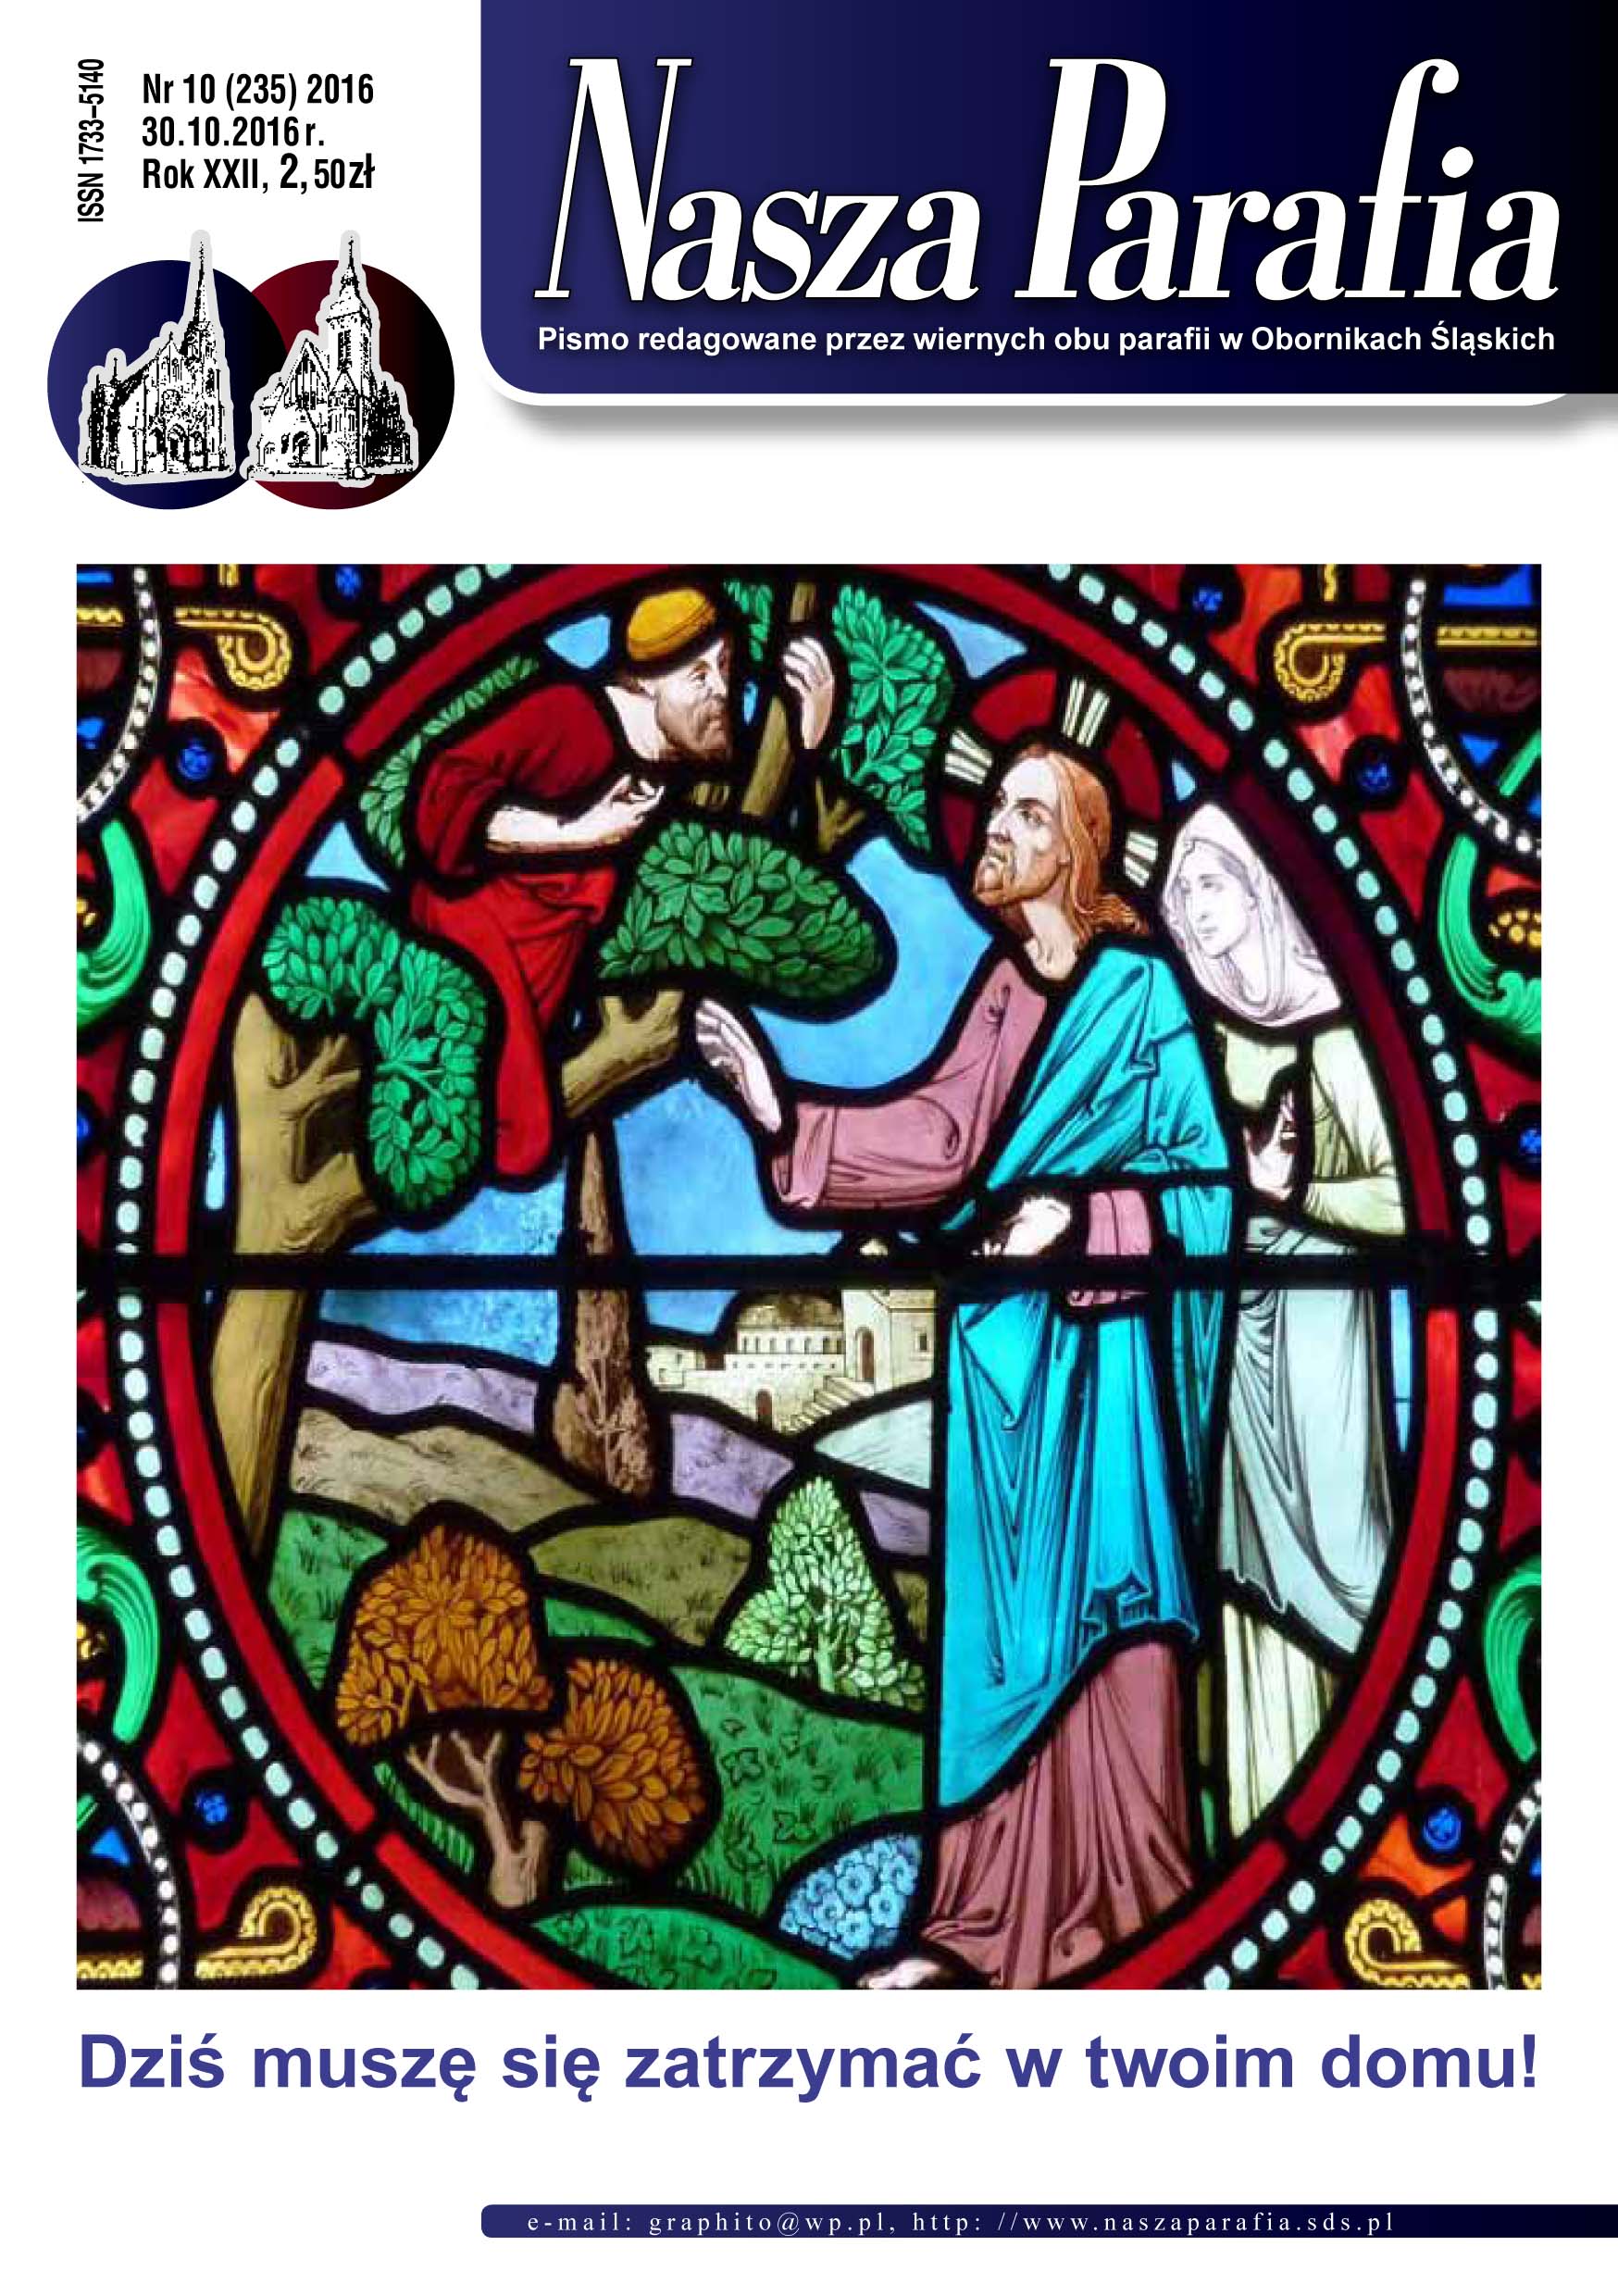 ISSN 1733–5140
Nr 10 (235) 2016
30.10.2016 r.
Rok XXII, 2,50 zł
Nasza Parafia
Pismo redagowane przez wiernych obu parafii w Obornikach Śląskich
Dziś muszę się zatrzymać w twoim domu!
e-mail: graphito@wp.pl, http: //www.naszaparafia.sds.pl